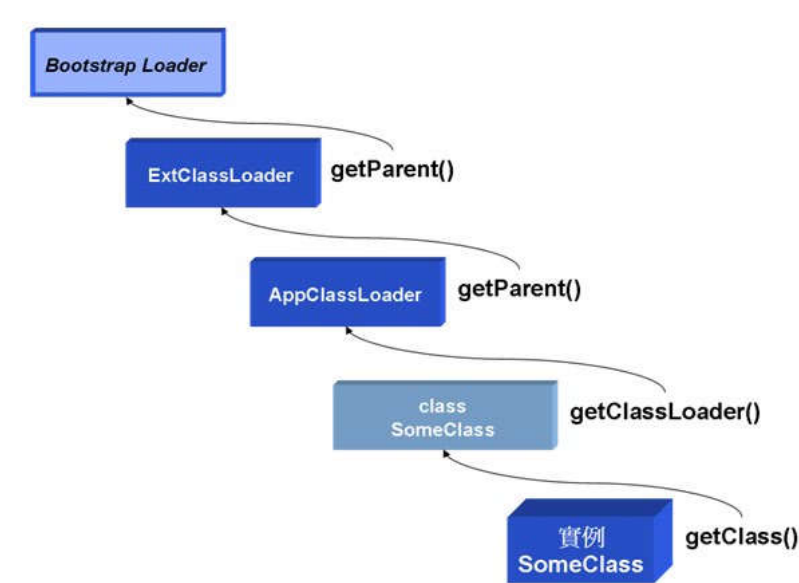 Bootstrap Loader
getParent()
ExtClassLoader
getParent()
AppClassLoader
getClassLoader()
class
SomeClass
getClass()
實例
SomeClass